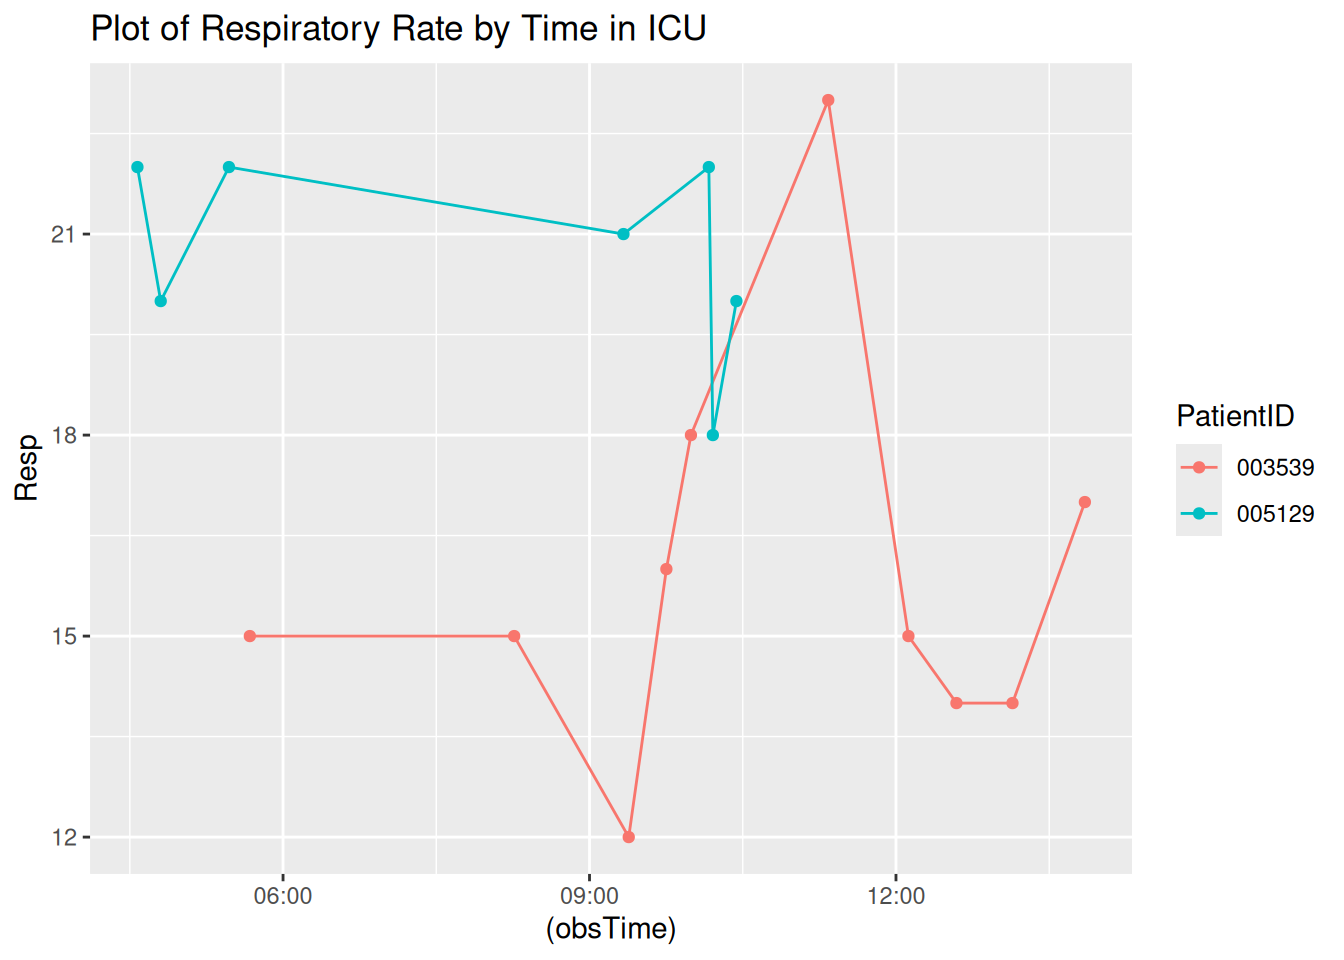 Plot of Respiratory Rate by Time in ICU
Resp
21
18
15
12
06:00 09:00 12:00
(obsTime)
PatientID
003539
005129